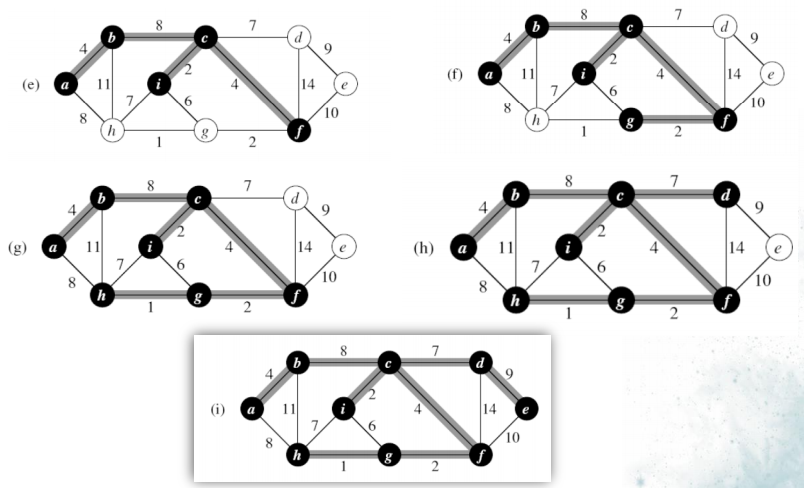 (e) a b c d e f g h i 4 8 7 9 11 2 4 14 8 7 6 10 1 2
(f) a b c d e f g h i 4 8 7 9 11 2 4 14 8 7 6 10 1 2
(g) a b c d e f g h i 4 8 7 9 11 2 4 14 8 7 6 10 1 2
(h) a b c d e f g h i 4 8 7 9 11 2 4 14 8 7 6 10 1 2
(i) a b c d e f g h i 4 8 7 9 11 2 4 14 8 7 6 10 1 2